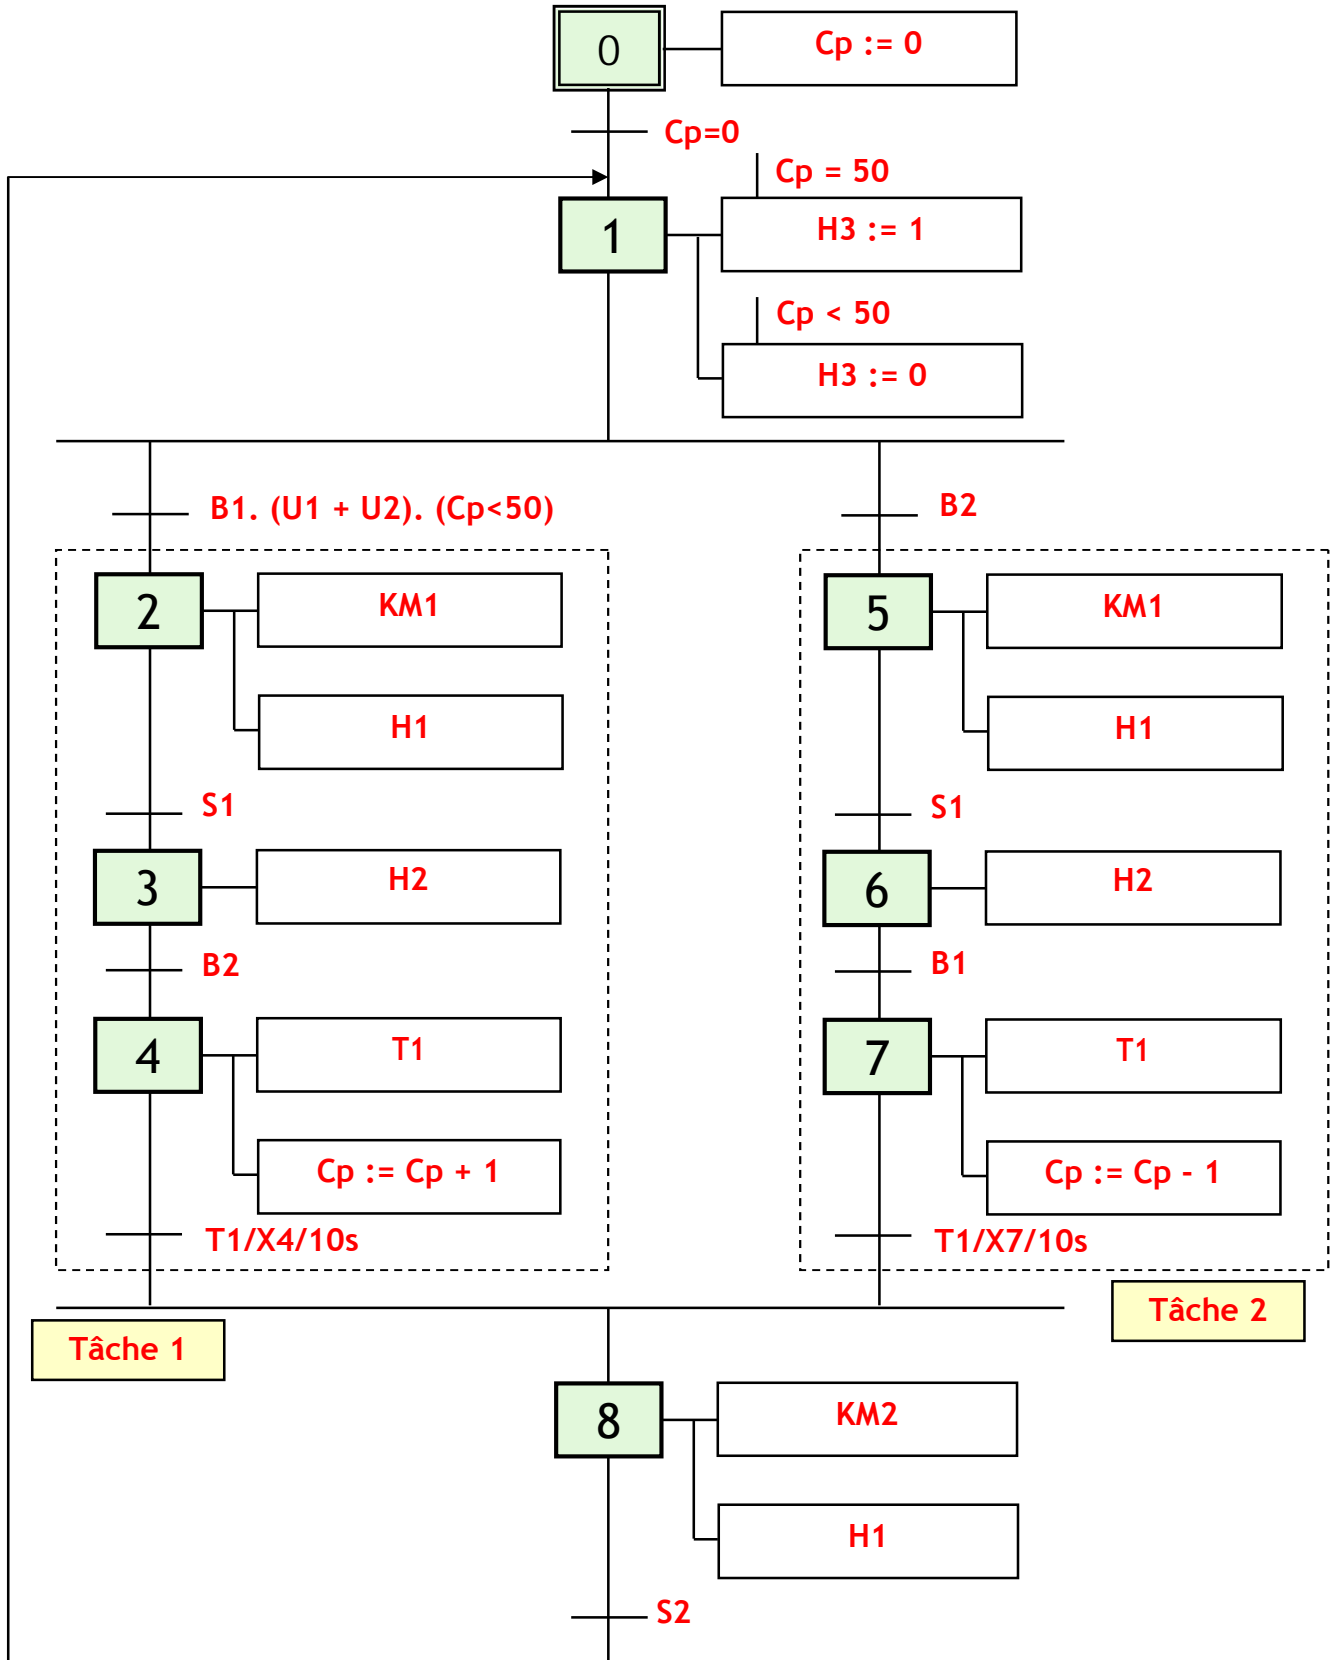 0
Cp := 0
Cp=0
Cp = 50
1
H3 := 1
Cp < 50
H3 := 0
B1. (U1 + U2). (Cp<50)
B2
2
KM1
5
KM1
H1
H1
S1
S1
3
H2
6
H2
B2
B1
4
T1
7
T1
Cp := Cp + 1
Cp := Cp - 1
T1/X4/10s
T1/X7/10s
Tâche 2
Tâche 1
8
KM2
H1
S2